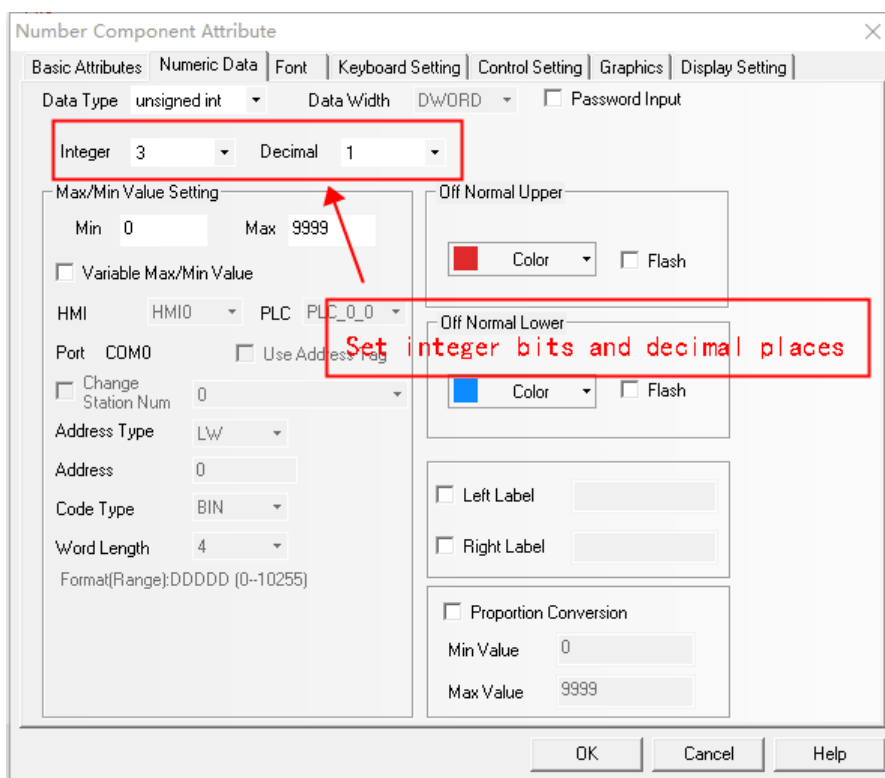 Number Component Attribute
Basic Attributes Numeric Data Font Keyboard Setting Control Setting Graphics Display Setting
Data Type unsigned int Data Width DWORD Password Input
Integer 3 Decimal 1
Max/Min Value Setting Off Normal Upper
Min 0 Max 9999
Color Flash
Variable Max/Min Value
HMI HMI0 PLC PLC_0_0
Off Normal Lower
Set integer bits and decimal places
Port COM0 Use Address Tag
Change
Station Num 0
Color Flash
Address Type LW
Address 0
Left Label
Code Type BIN
Word Length 4 Right Label
Format(Range):DDDDD (0--10255)
Proportion Conversion
Min Value 0
Max Value 9999
OK Cancel Help